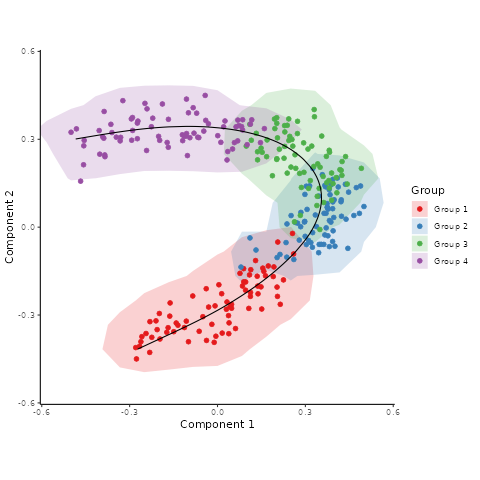 0.6
0.3
0.0
-0.3
-0.6
Component 2
-0.6 -0.3 0.0 0.3 0.6
Component 1
Group
Group 1
Group 2
Group 3
Group 4